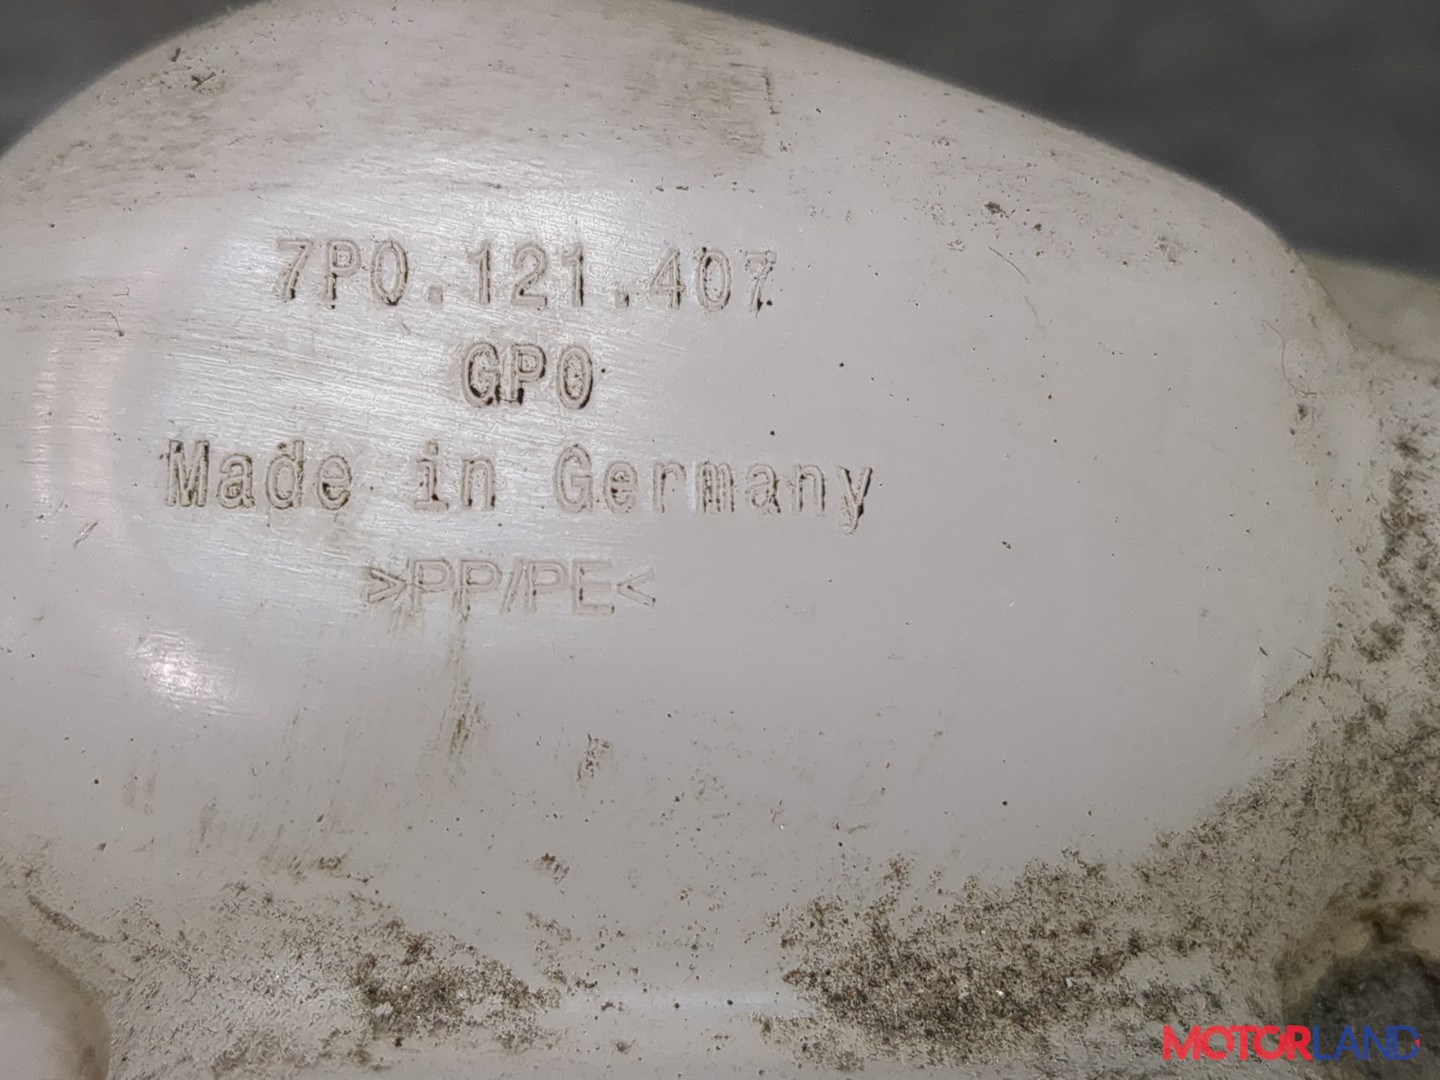 7P0.121.407
GP0
Made in Germany
>PP/PE<
MOTORLAND